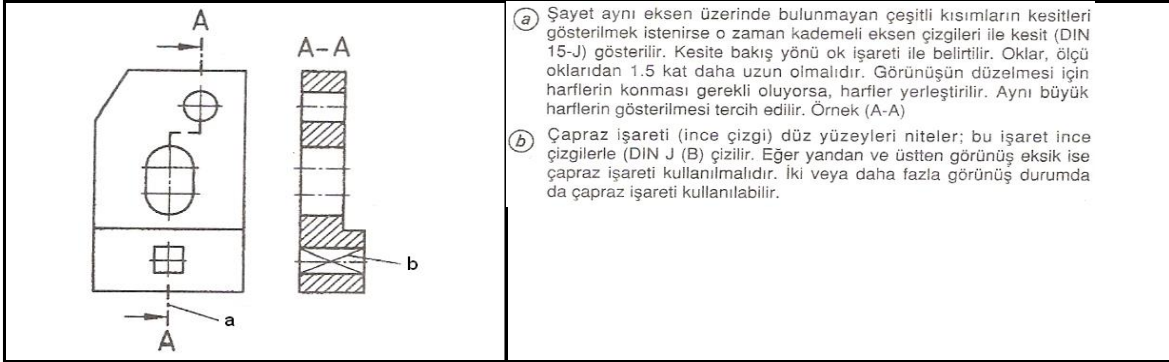 A
A-A
b
a
A
a Şayet aynı eksen üzerinde bulunmayan çeşitli kısımların kesitleri
gösterilmek istenirse o zaman kademeli eksen çizgileri ile kesit (DIN
15-J) gösterilir. Kesite bakış yönü ok işareti ile belirtilir. Oklar, ölçü
oklarıdan 1.5 kat daha uzun olmalıdır. Görünüşün düzelmesi için
harflerin konması gerekli oluyorsa, harfler yerleştirilir. Aynı büyük
harflerin gösterilmesi tercih edilir. Örnek (A-A)
b Çapraz işareti (ince çizgi) düz yüzeyleri niteler; bu işaret ince
çizgilerle (DIN J (B) çizilir. Eğer yandan ve üstten görünüş eksik ise
çapraz işareti kullanılmalıdır. İki veya daha fazla görünüş durumda
da çapraz işareti kullanılabilir.